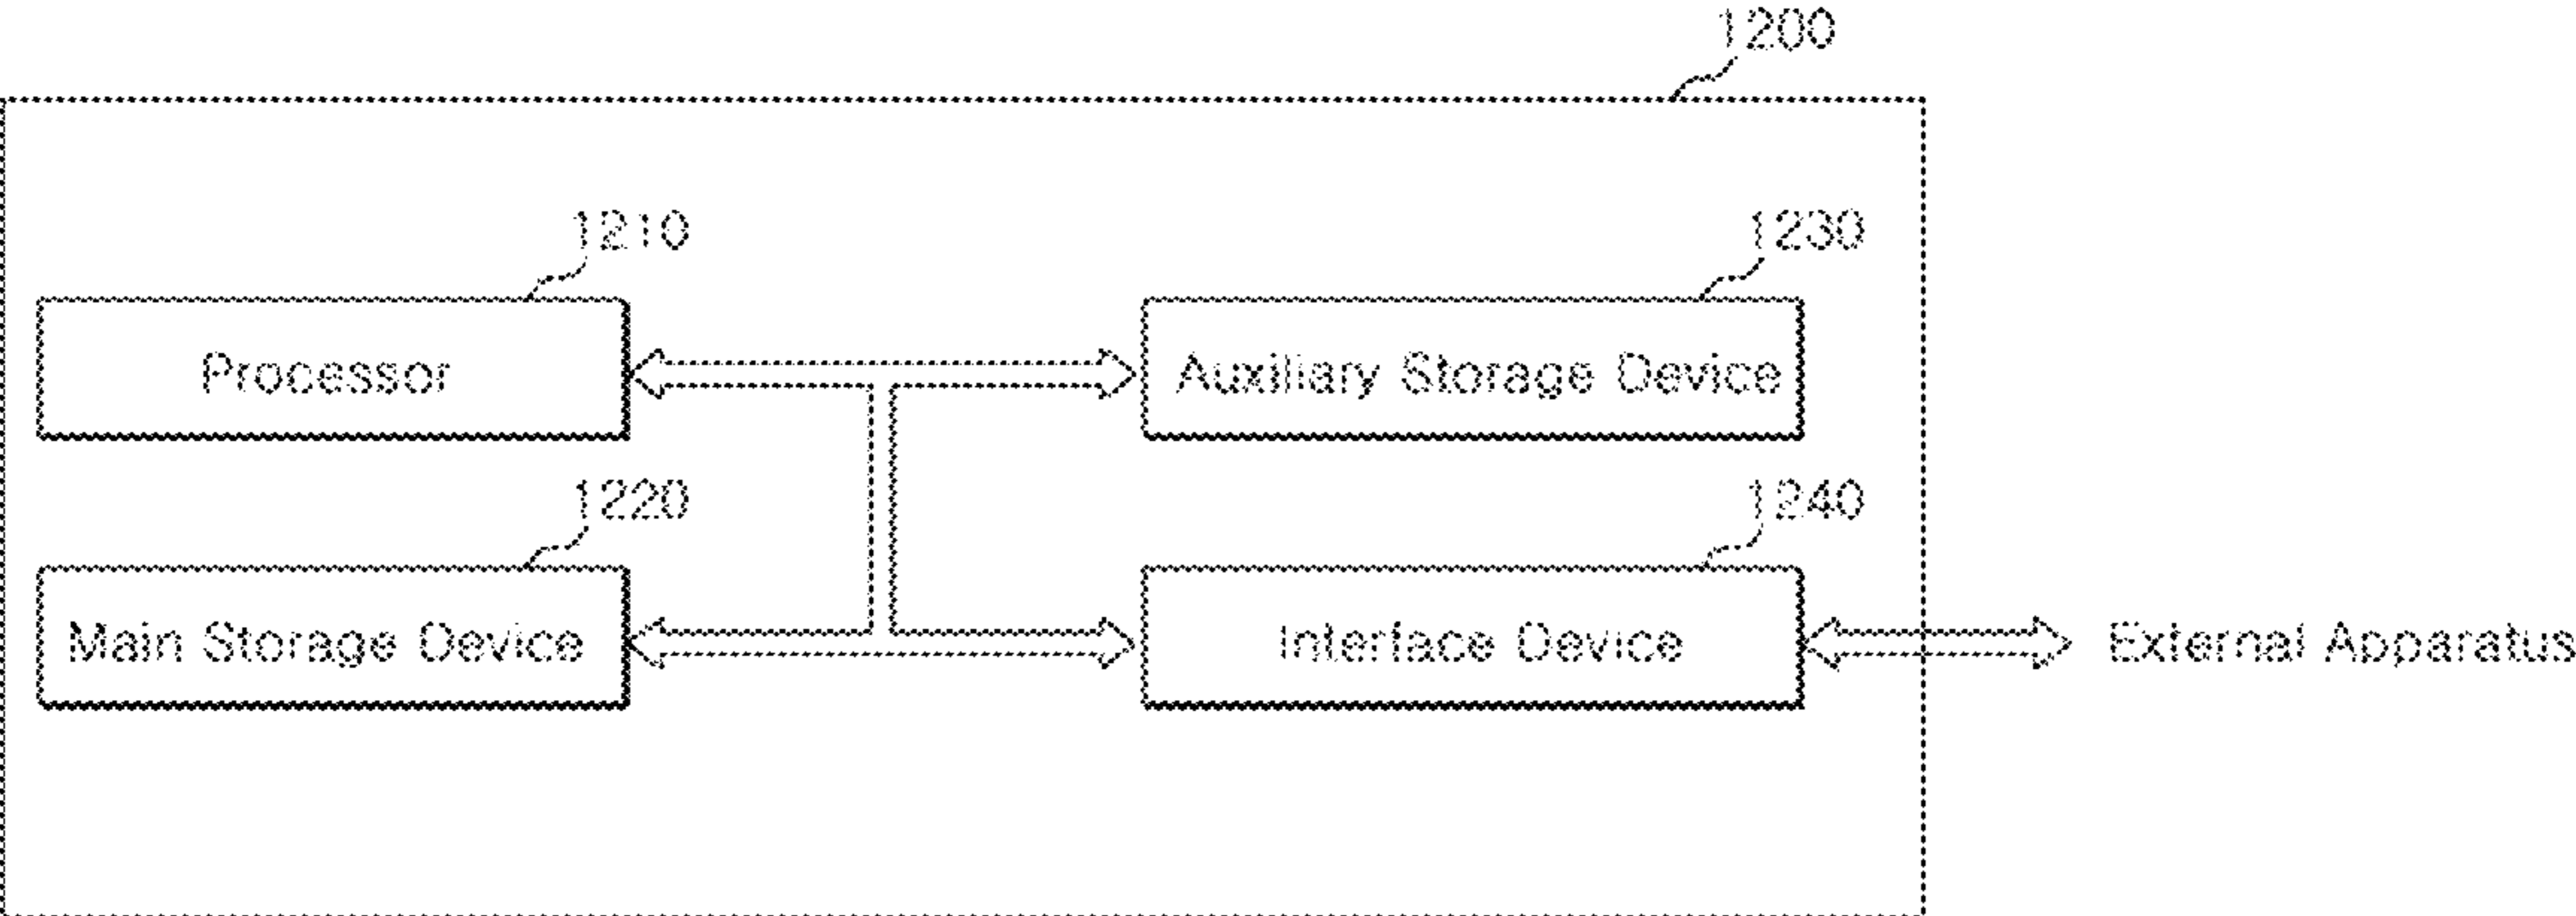 1200
1210
1230
Processor
Auxiliary Storage Device
1220
1240
Main Storage Device
Interface Device
External Apparatus